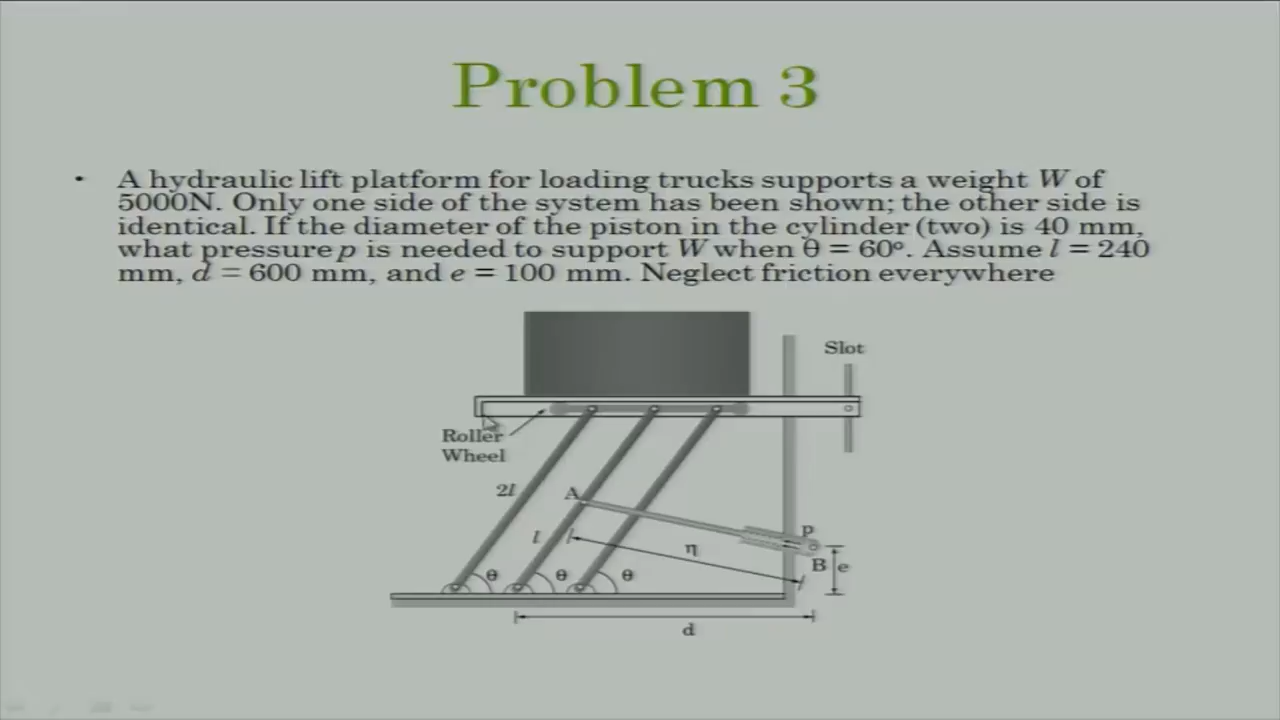 Problem 3
• A hydraulic lift platform for loading trucks supports a weight W of
5000N. Only one side of the system has been shown; the other side is
identical. If the diameter of the piston in the cylinder (two) is 40 mm,
what pressure p is needed to support W when θ = 60º. Assume l = 240
mm, d = 600 mm, and e = 100 mm. Neglect friction everywhere
Slot
Roller
Wheel
2l
A
l
η
p
B
e
θ
θ
θ
d